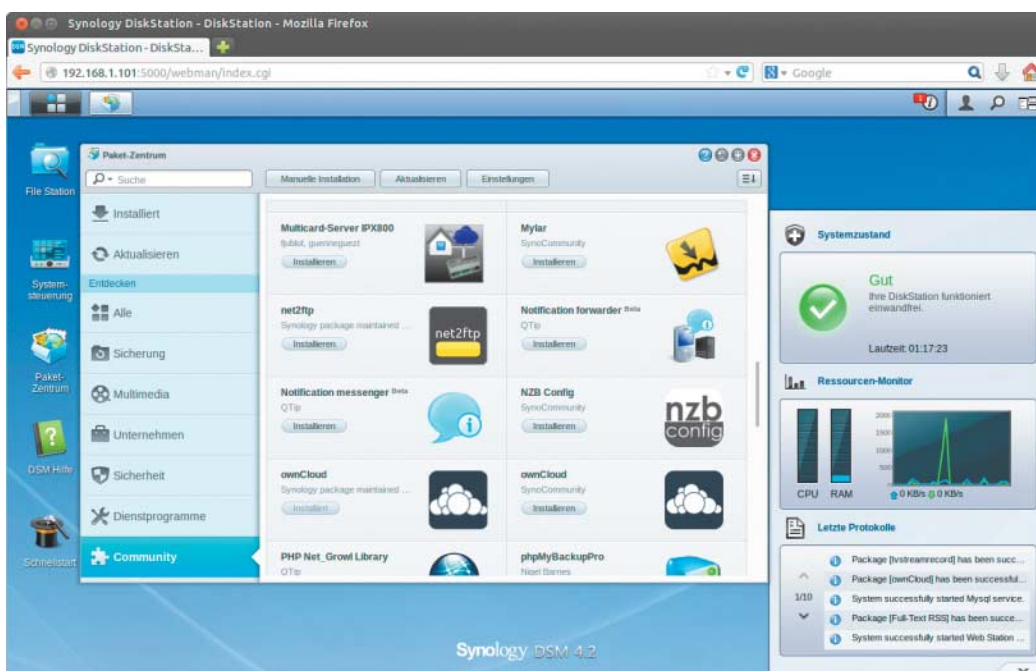 Synology DiskStation - DiskStation - Mozilla Firefox
Synology DiskStation - DiskSta...
192.168.1.101:5000/webman/index.cgi
Google
File Station
System-
steuerung
Paket-
Zentrum
DSM Hilfe
Schnellstart
Paket-Zentrum
Suche
Manuelle Installation
Aktualisieren
Einstellungen
Installiert
Aktualisieren
Entdecken
Alle
Sicherung
Multimedia
Unternehmen
Sicherheit
Dienstprogramme
Community
Multicard-Server IPX800
Installieren
Mylar
SynoCommunity
Installieren
net2ftp
Synology package maintained ...
Installieren
net2ftp
Notification forwarder Beta
QTip
Installieren
Notification messenger Beta
QTip
Installieren
NZB Config
SynoCommunity
Installieren
nzb
config
ownCloud
Synology package maintained ...
Installiert
ownCloud
SynoCommunity
Installieren
PHP Net_Growl Library
QTip
phpMyBackupPro
Nigel Barnes
Systemzustand
Gut
Ihre DiskStation funktioniert
einwandfrei.
Laufzeit: 01:17:23
Ressourcen-Monitor
2000
1500
1000
500
CPU RAM
0 KB/s 0 KB/s
Letzte Protokolle
1/10
Package [tvstreamrecord] has been succ...
Package [ownCloud] has been successful...
System successfully started Mysql service.
Package [Full-Text RSS] has been succe...
System successfully started Web Station ...
Synology DSM 4.2